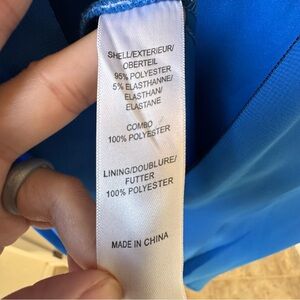 SHELL/EXTERIEUR/
OBERTEIL
95% POLYESTER
5% ELASTHANNE/
ELASTHAN/
ELASTANE
COMBO
100% POLYESTER
LINING/DOUBLURE/
FUTTER
100% POLYESTER
MADE IN CHINA